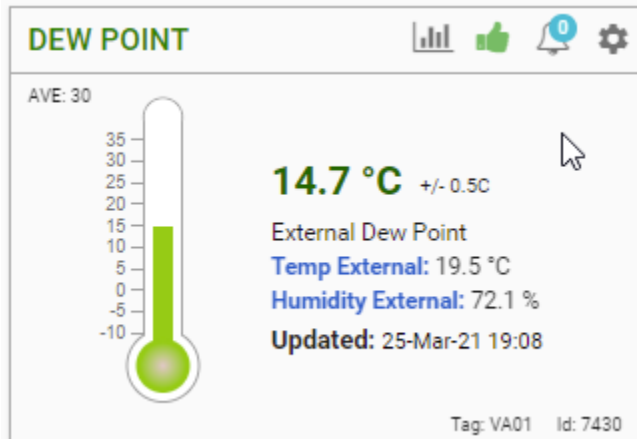 DEW POINT
0
AVE: 30
35
30
25
20
15
10
5
0
-5
-10
14.7 °C +/- 0.5C
External Dew Point
Temp External: 19.5 °C
Humidity External: 72.1 %
Updated: 25-Mar-21 19:08
Tag: VA01 Id: 7430